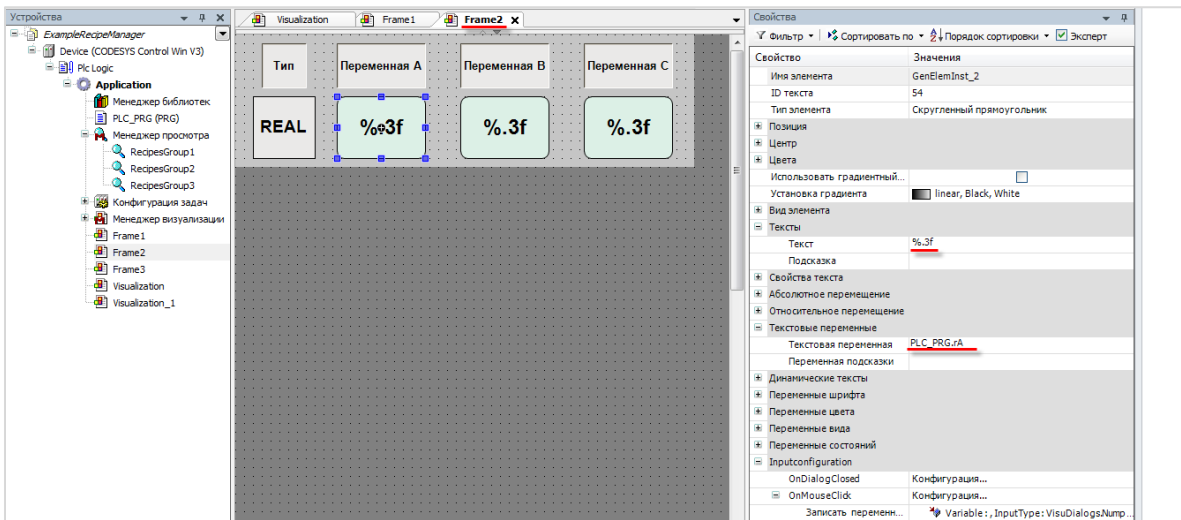 Устройства
ExampleRecipeManager
Device (CODESYS Control Win V3)
Plc Logic
Application
Менеджер библиотек
PLC_PRG (PRG)
Менеджер просмотра
RecipesGroup1
RecipesGroup2
RecipesGroup3
Конфигурация задач
Менеджер визуализации
Frame1
Frame2
Frame3
Visualization
Visualization_1
Visualization Frame1 Frame2
Тип Переменная A Переменная B Переменная C
REAL %.3f %.3f %.3f
Свойства
Фильтр Сортировать по Порядок сортировки Эксперт
Свойство Значения
Имя элемента GenElemInst_2
ID текста 54
Тип элемента Скругленный прямоугольник
Позиция
Центр
Цвета
Использовать градиентный...
Установка градиента linear, Black, White
Вид элемента
Тексты
Текст %.3f
Подсказка
Свойства текста
Абсолютное перемещение
Относительное перемещение
Текстовые переменные
Текстовая переменная PLC_PRG.rA
Переменная подсказки
Динамические тексты
Переменные шрифта
Переменные цвета
Переменные вида
Переменные состояний
Inputconfiguration
OnDialogClosed Конфигурация...
OnMouseClick Конфигурация...
Записать переменн... Variable: , InputType: VisuDialogs.Nump...